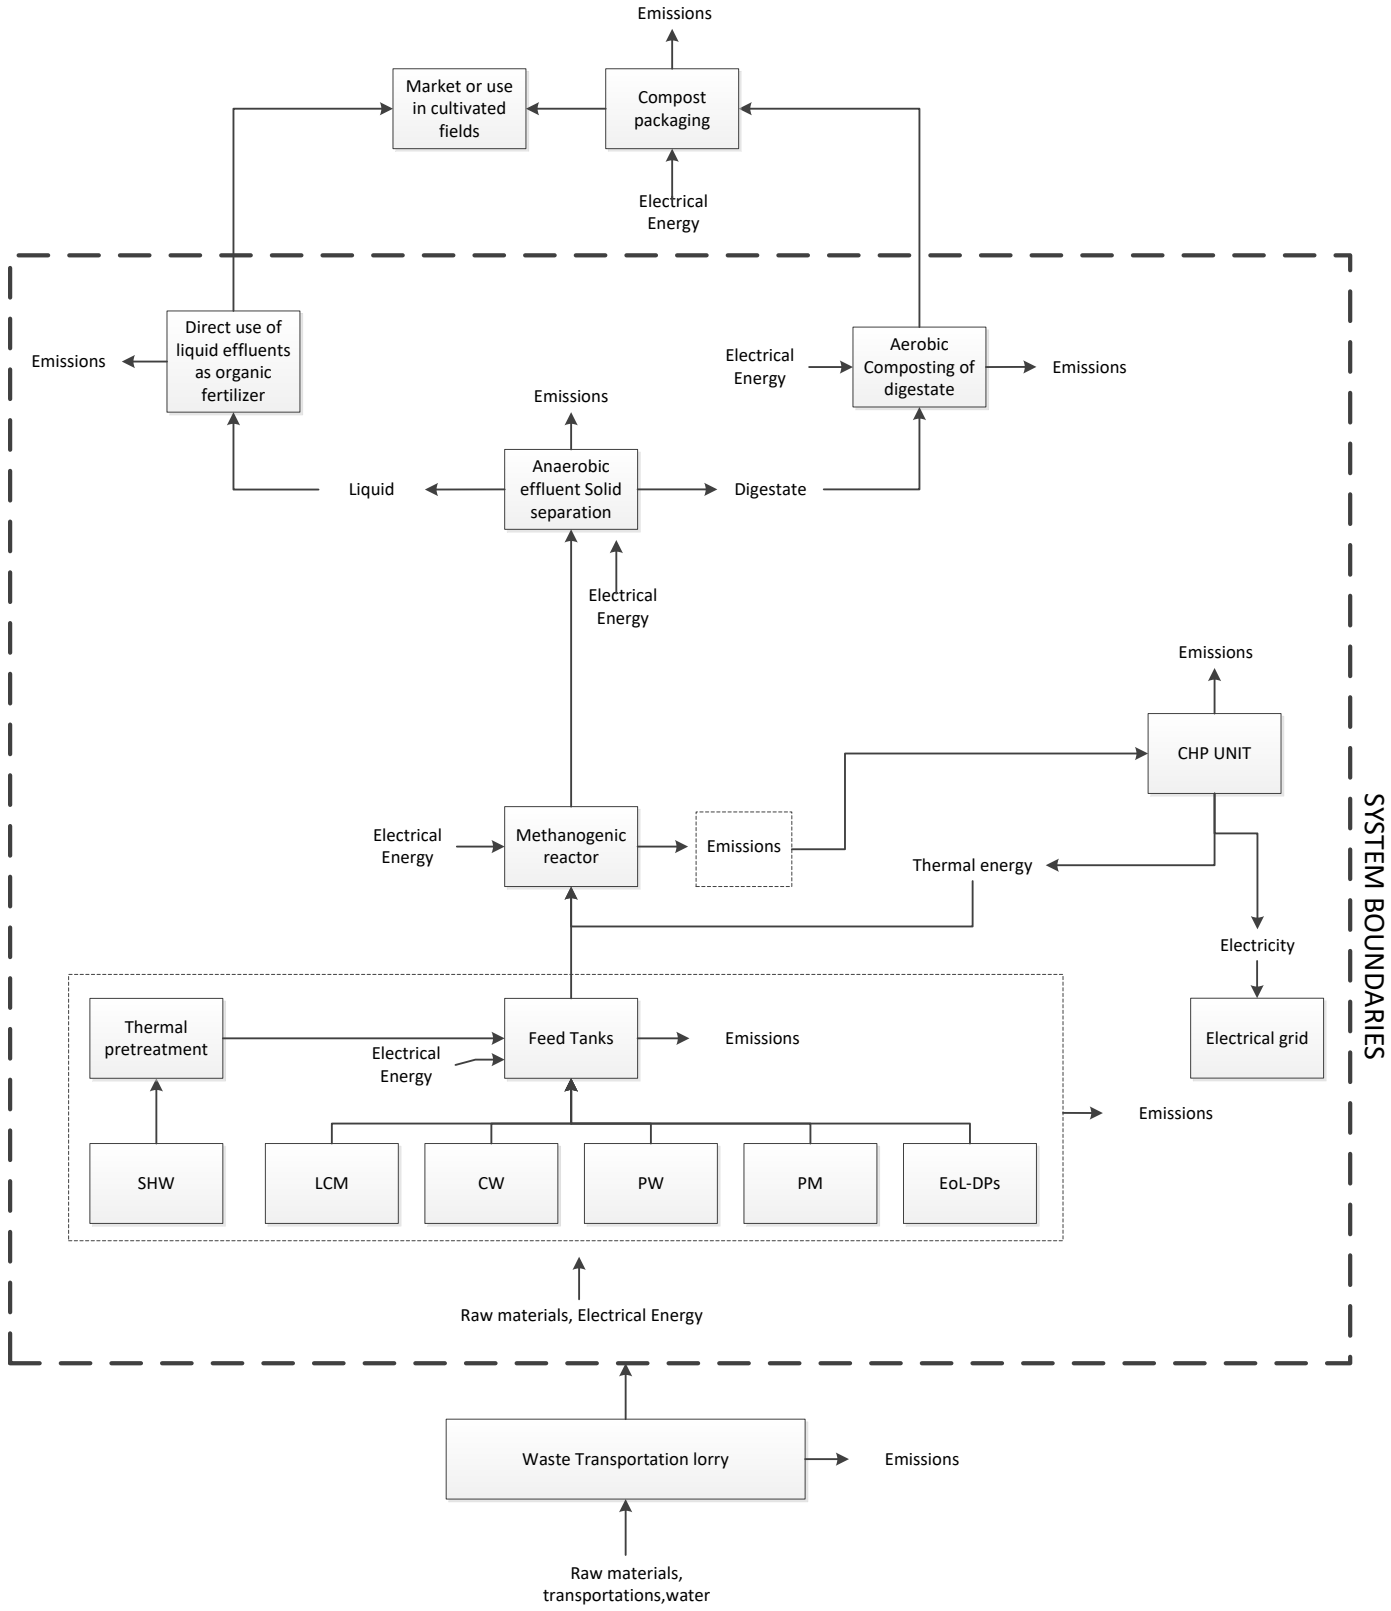 Emissions
Market or use
in cultivated
fields
Compost
packaging
Electrical
Energy
Direct use of
liquid effluents
as organic
fertilizer
Emissions
Electrical
Energy
Aerobic
Composting of
digestate
Emissions
Emissions
Liquid
Anaerobic
effluent Solid
separation
Digestate
Electrical
Energy
Emissions
CHP UNIT
Electrical
Energy
Methanogenic
reactor
Emissions
Thermal energy
Electricity
Electrical grid
SYSTEM BOUNDARIES
Thermal
pretreatment
Electrical
Energy
Feed Tanks
Emissions
Emissions
SHW
LCM
CW
PW
PM
EoL-DPs
Raw materials, Electrical Energy
Waste Transportation lorry
Emissions
Raw materials,
transportations,water